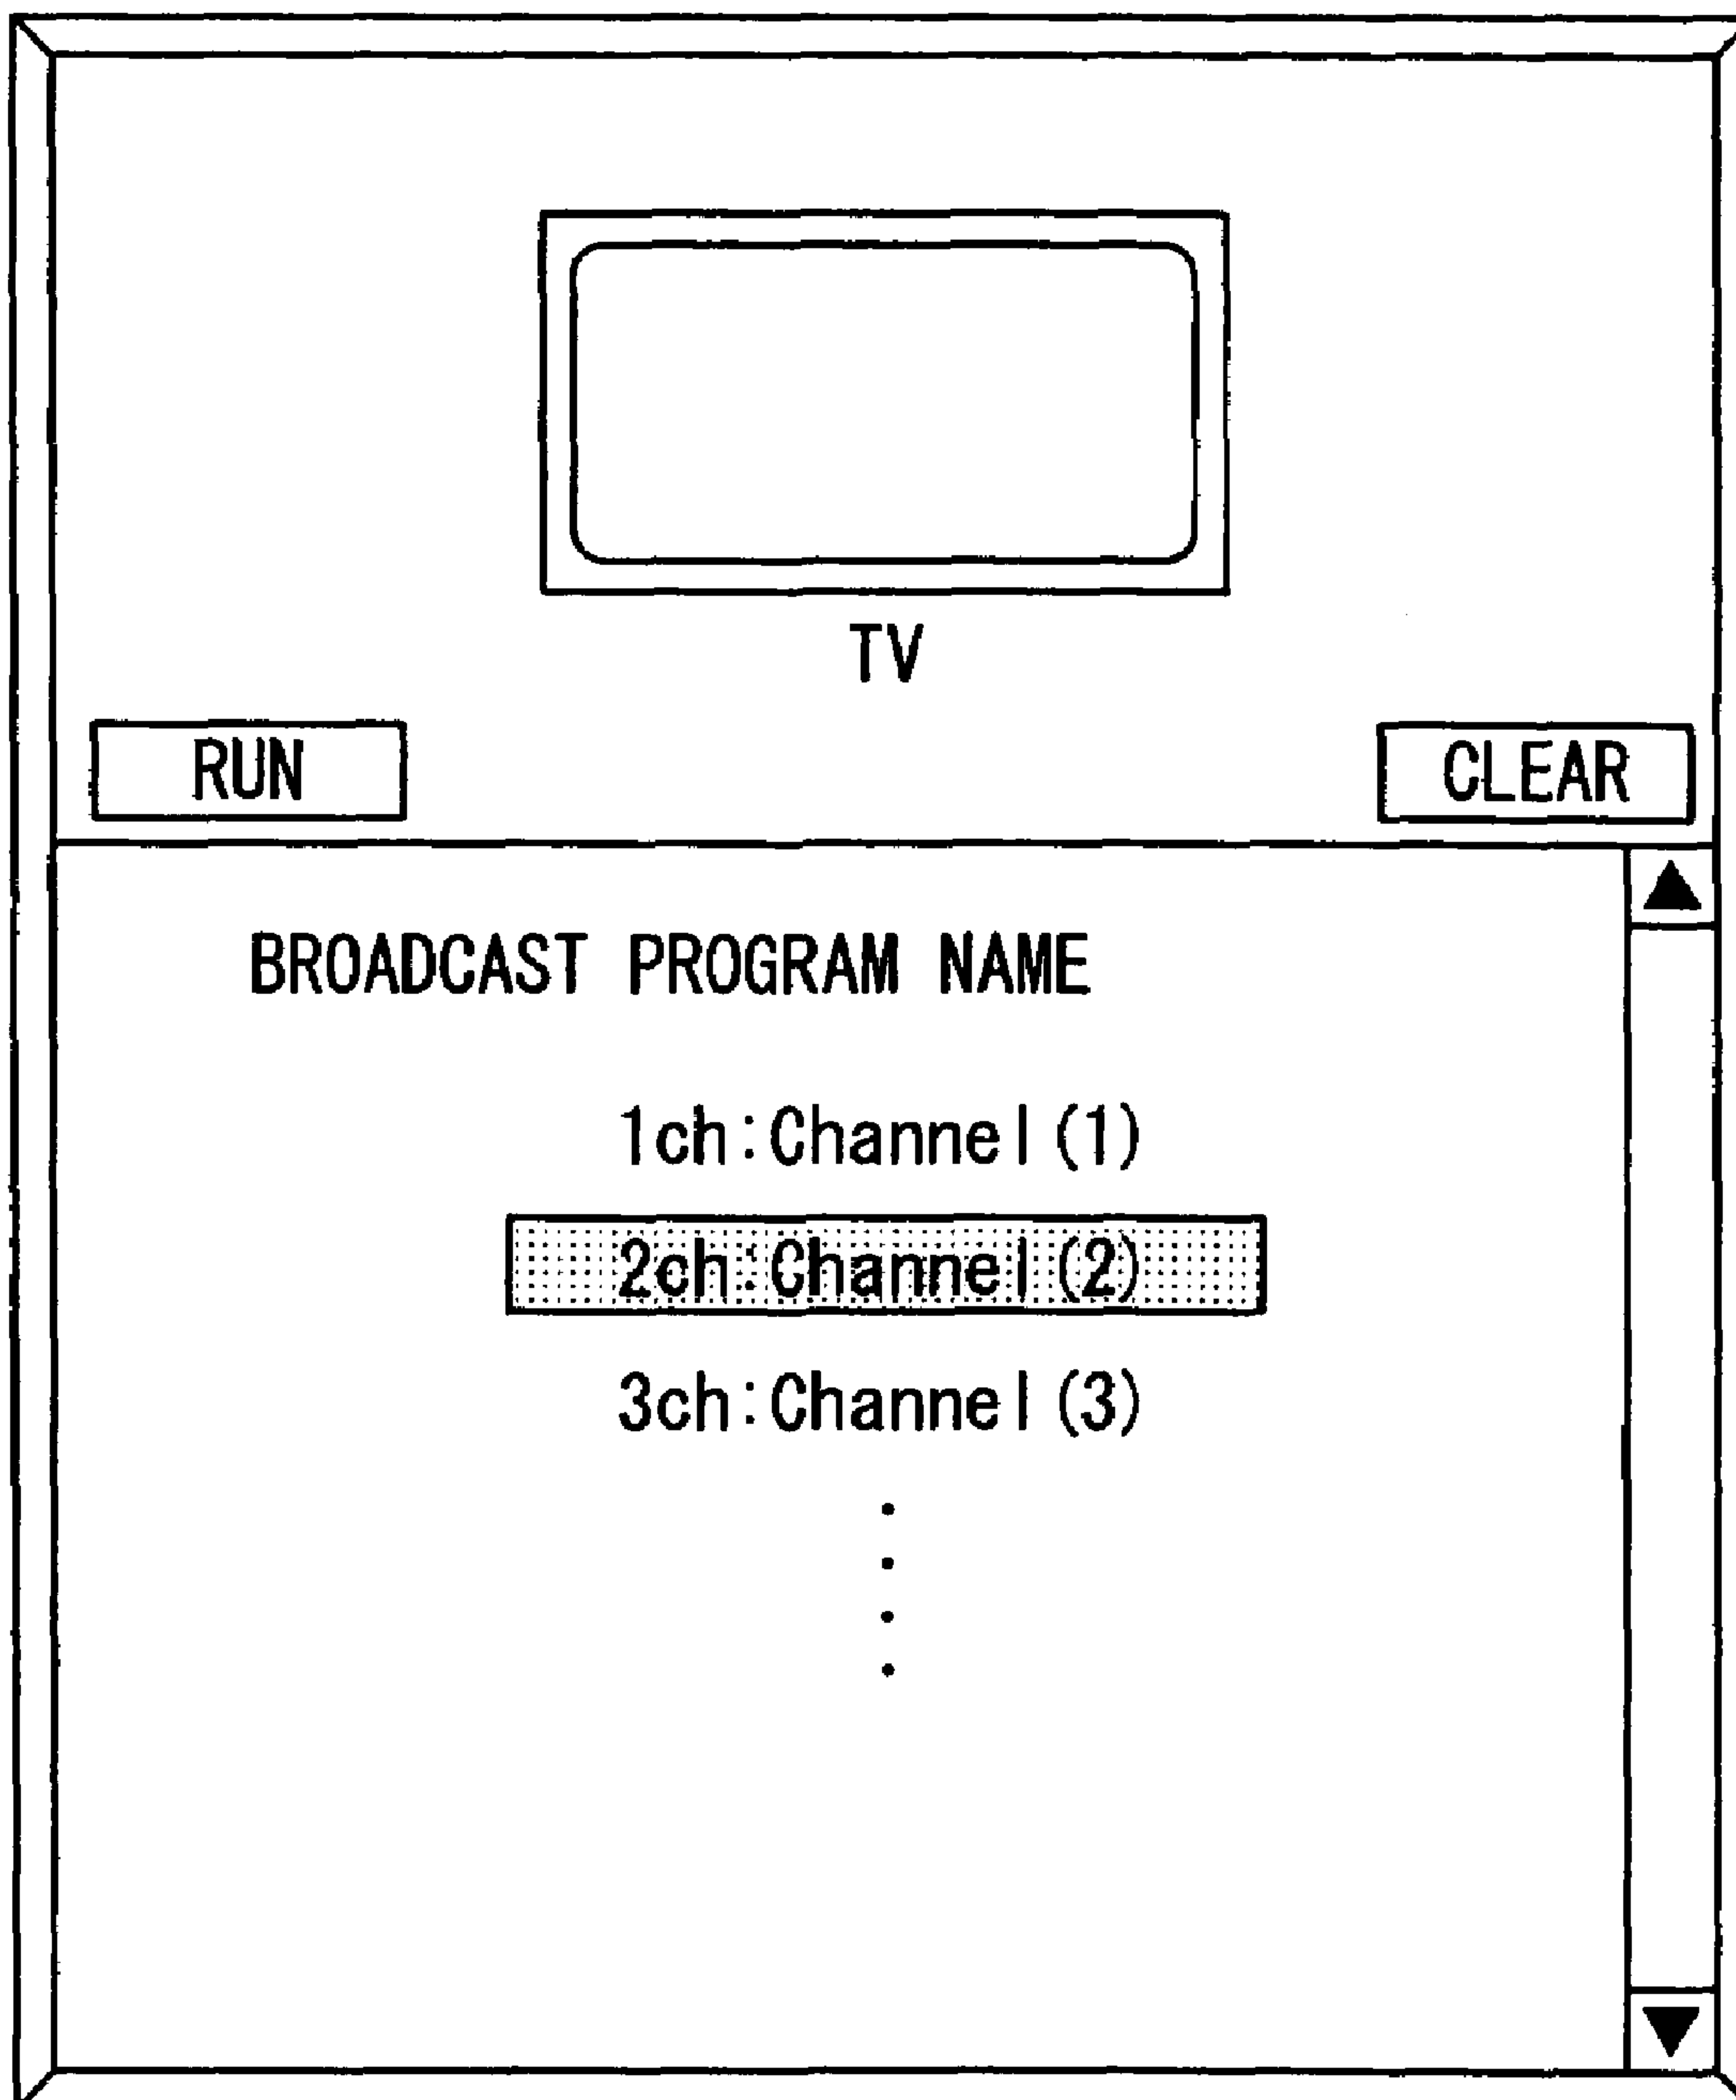 TV
RUN
CLEAR
BROADCAST PROGRAM NAME
1ch:Channel(1)
2ch:Channel(2)
3ch:Channel(3)